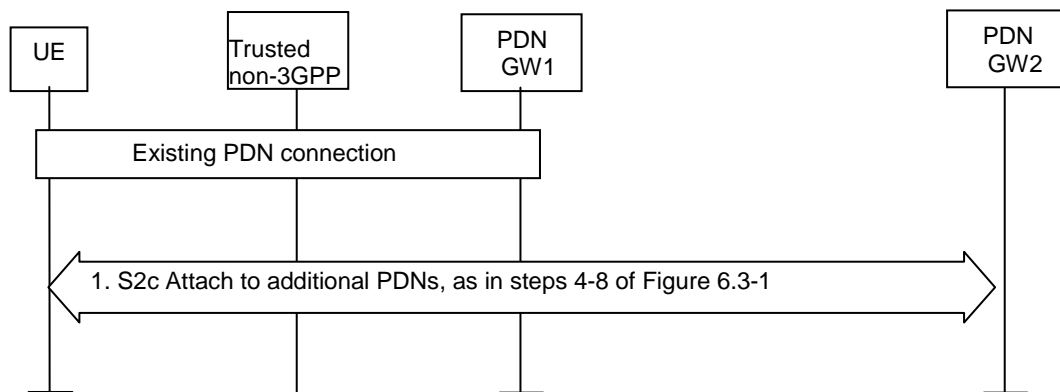 UE
Trusted
non-3GPP
PDN
GW1
PDN
GW2
Existing PDN connection
1. S2c Attach to additional PDNs, as in steps 4-8 of Figure 6.3-1